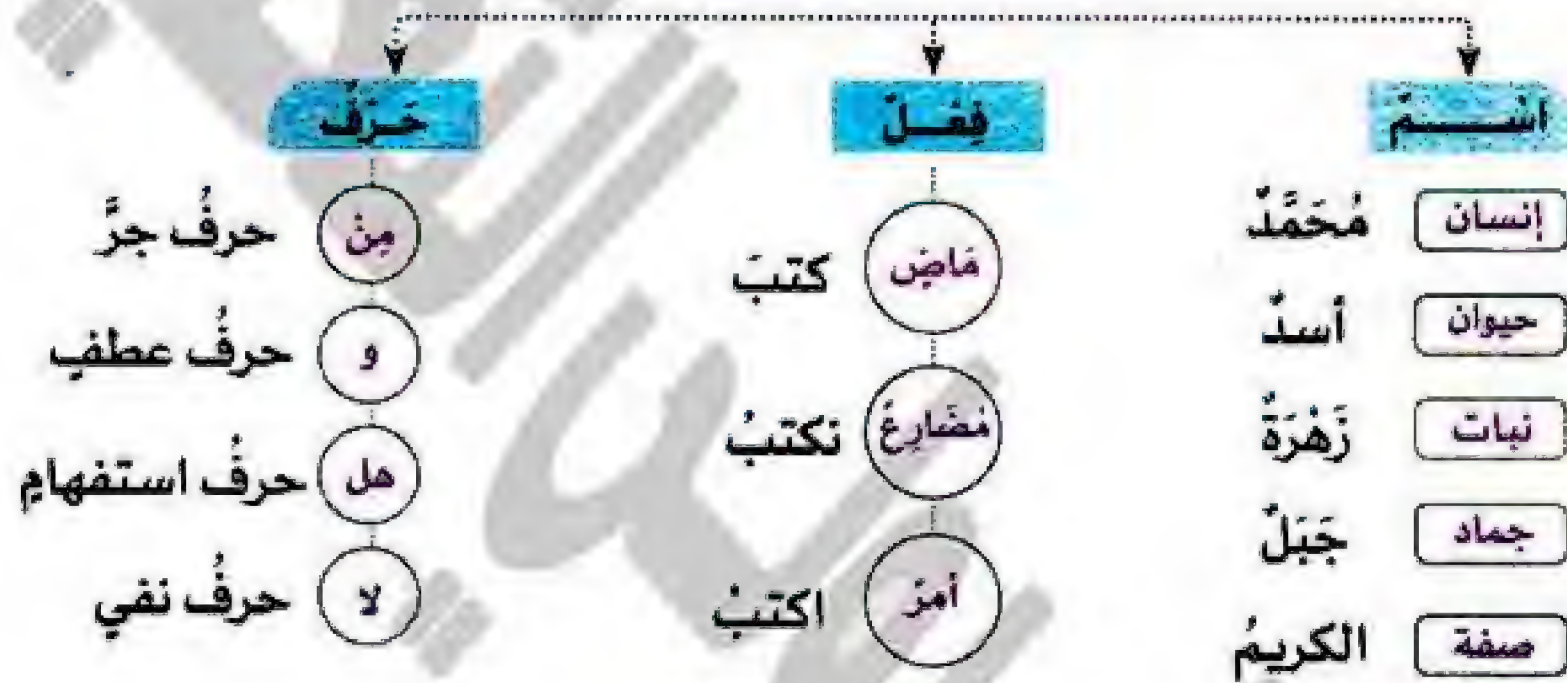 اسْمٌ
إنسان مُحَمَّدٌ
حيوان أسدٌ
نبات زَهْرَةٌ
جماد جَبَلٌ
صفة الكريمُ
فِعْلٌ
مَاضٍ كتبَ
مُضَارِعٌ نكتبُ
أمرٌ اكتبْ
حَرْفٌ
مِنْ حرفُ جرٍّ
و حرفُ عطفٍ
هل حرفُ استفهامٍ
لا حرفُ نفي